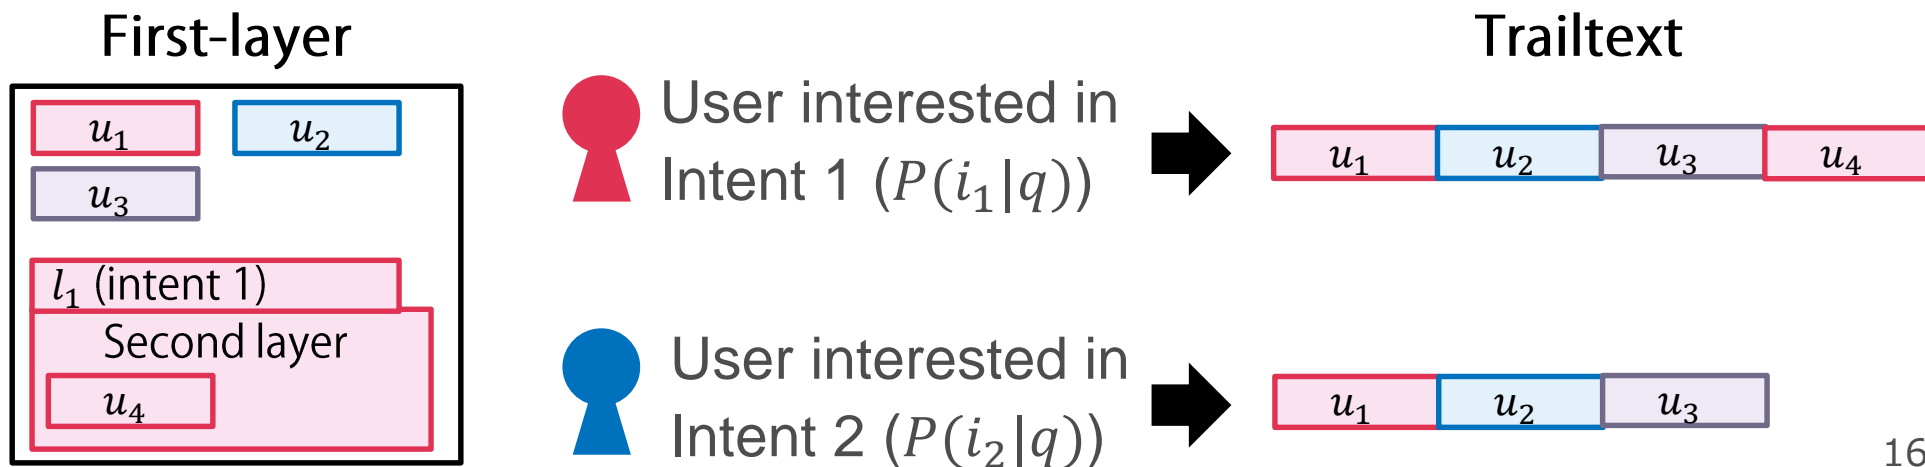 First-layer
u₁ u₂
u₃
l₁ (intent 1)
Second layer
u₄
User interested in
Intent 1 (P(i₁|q))
User interested in
Intent 2 (P(i₂|q))
Trailtext
u₁ u₂ u₃ u₄
u₁ u₂ u₃
16